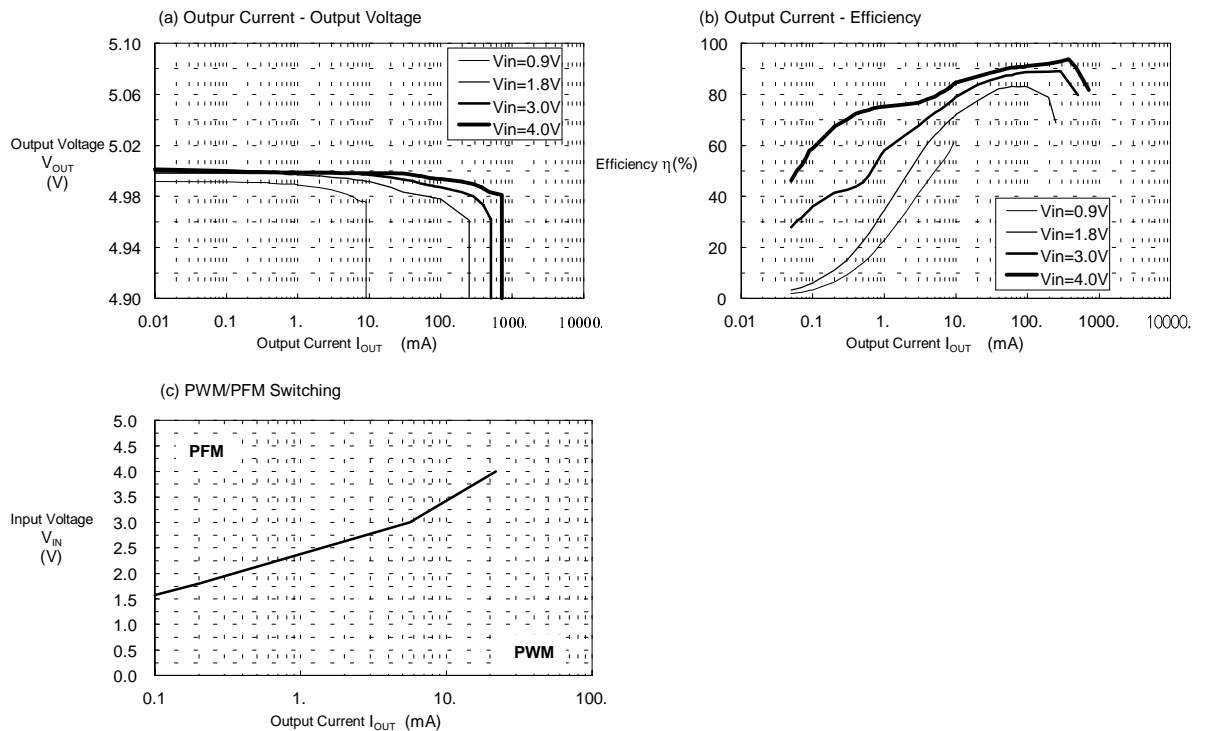 (a) Outpur Current - Output Voltage
5.10
5.06
5.02
4.98
4.94
4.90
Output Voltage
VOUT
(V)
Vin=0.9V
Vin=1.8V
Vin=3.0V
Vin=4.0V
0.01
0.1
1.
10.
100.
1000.
10000.
Output Current IOUT (mA)
(b) Output Current - Efficiency
100
80
60
40
20
0
Efficiency η(%)
Vin=0.9V
Vin=1.8V
Vin=3.0V
Vin=4.0V
0.01
0.1
1.
10.
100.
1000.
10000.
Output Current IOUT (mA)
(c) PWM/PFM Switching
5.0
4.5
4.0
3.5
3.0
2.5
2.0
1.5
1.0
0.5
0.0
Input Voltage
VIN
(V)
PFM
PWM
0.1
1.
10.
100.
Output Current IOUT (mA)